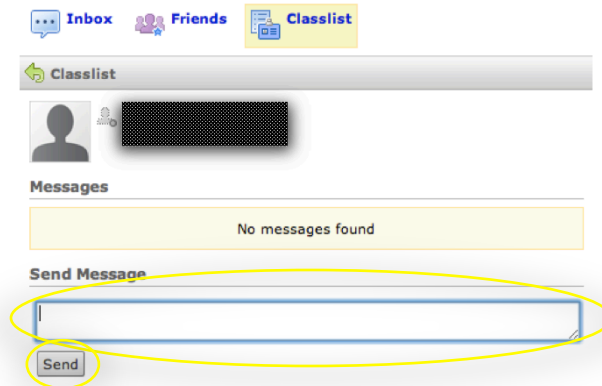 Inbox Friends Classlist
Classlist
Messages
No messages found
Send Message
Send